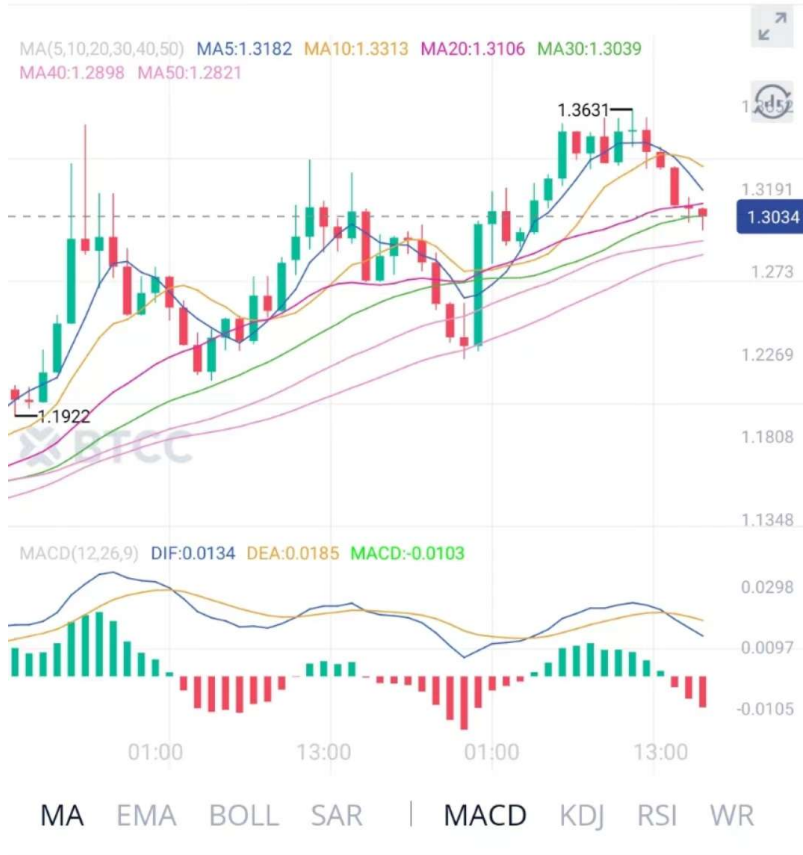 MA(5,10,20,30,40,50) MA5:1.3182 MA10:1.3313 MA20:1.3106 MA30:1.3039
MA40:1.2898 MA50:1.2821
1.3631
1.3652
1.3191
1.3034
1.273
1.2269
1.1922
BTCC
1.1808
1.1348
MACD(12,26,9) DIF:0.0134 DEA:0.0185 MACD:-0.0103
0.0298
0.0097
-0.0105
01:00 13:00 01:00 13:00
MA EMA BOLL SAR | MACD KDJ RSI WR